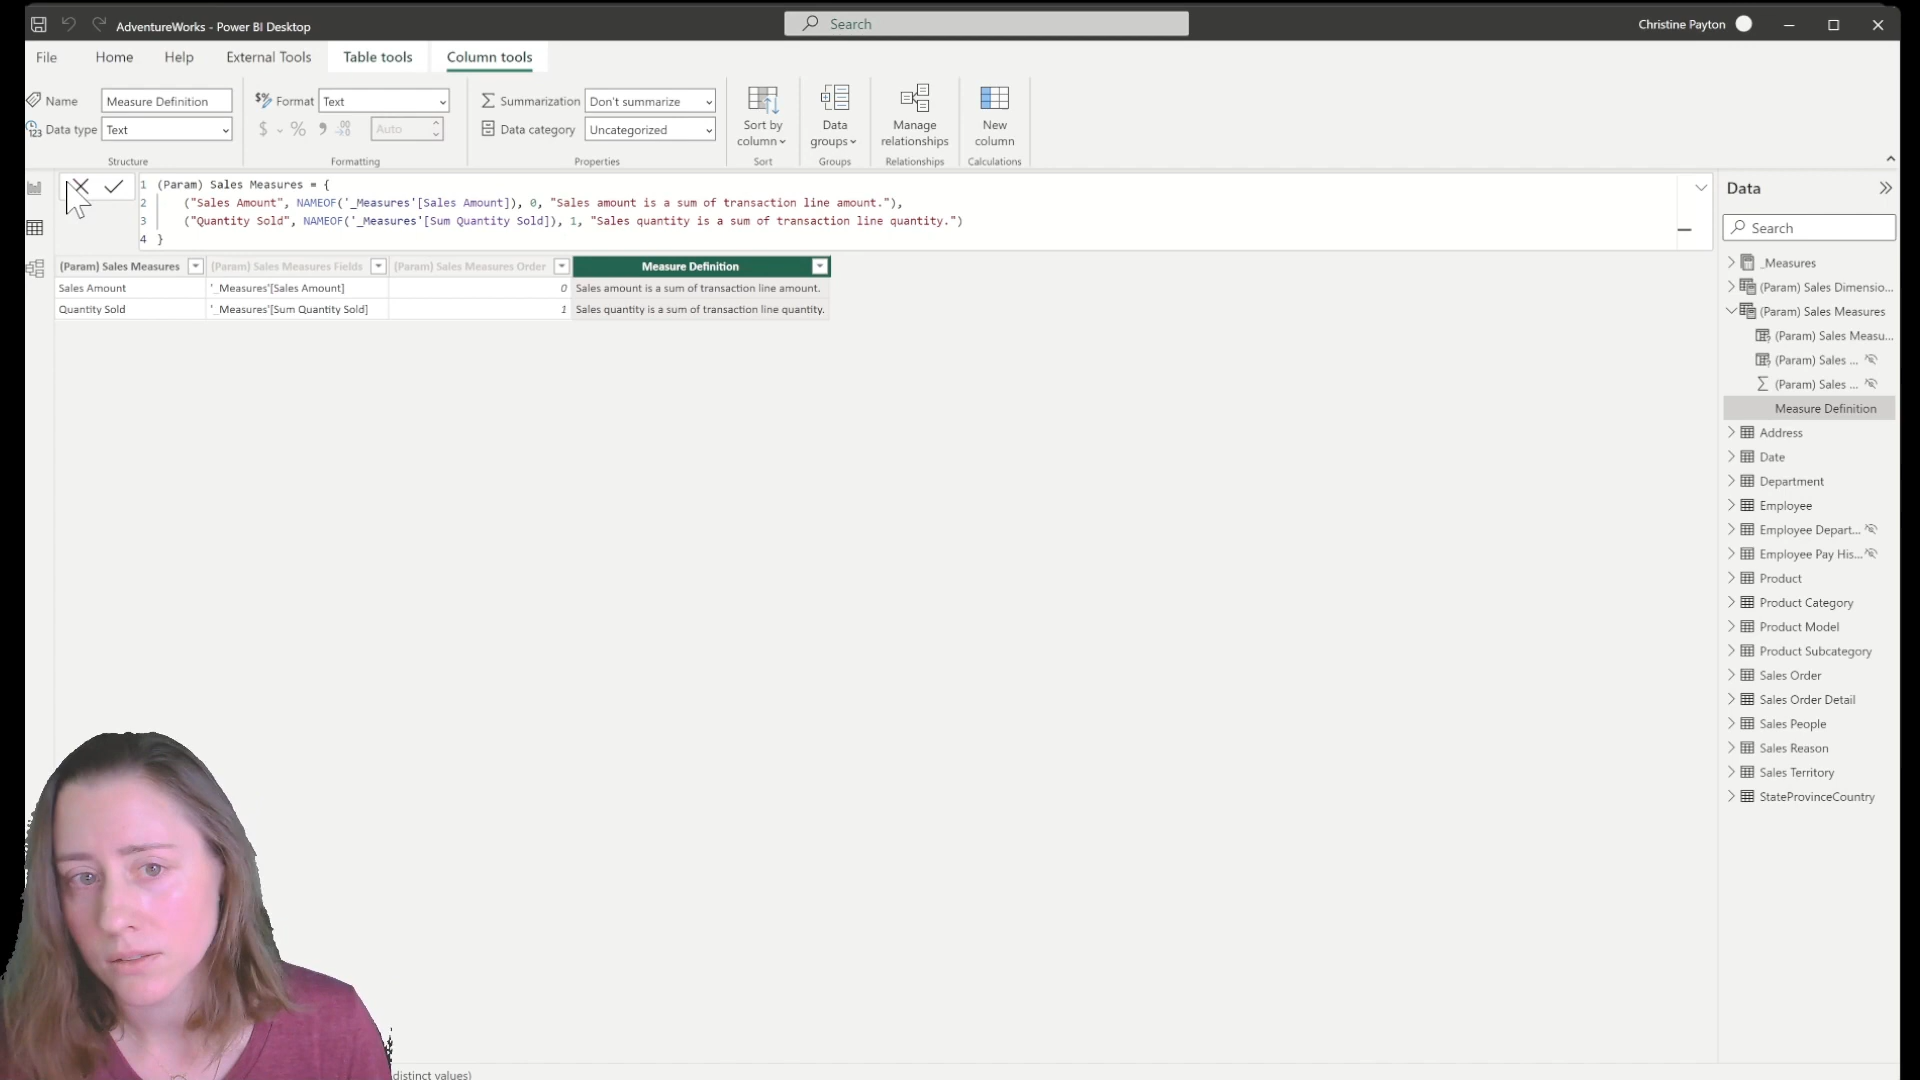 AdventureWorks - Power BI Desktop
Search
Christine Payton
File
Home
Help
External Tools
Table tools
Column tools
Name
Measure Definition
Format
Text
Summarization
Don't summarize
Sort by
column
Data
groups
Manage
relationships
New
column
Data type
Text
$
%
Auto
Data category
Uncategorized
Structure
Formatting
Properties
Sort
Groups
Relationships
Calculations
1 (Param) Sales Measures = {
2 ("Sales Amount", NAMEOF('_Measures'[Sales Amount]), 0, "Sales amount is a sum of transaction line amount."),
3 ("Quantity Sold", NAMEOF('_Measures'[Sum Quantity Sold]), 1, "Sales quantity is a sum of transaction line quantity.")
4 }
(Param) Sales Measures
(Param) Sales Measures Fields
(Param) Sales Measures Order
Measure Definition
Sales Amount
'_Measures'[Sales Amount]
0
Sales amount is a sum of transaction line amount.
Quantity Sold
'_Measures'[Sum Quantity Sold]
1
Sales quantity is a sum of transaction line quantity.
Data
Search
_Measures
(Param) Sales Dimensio...
(Param) Sales Measures
(Param) Sales Measu...
(Param) Sales ...
(Param) Sales ...
Measure Definition
Address
Date
Department
Employee
Employee Depart...
Employee Pay His...
Product
Product Category
Product Model
Product Subcategory
Sales Order
Sales Order Detail
Sales People
Sales Reason
Sales Territory
StateProvinceCountry
distinct values)